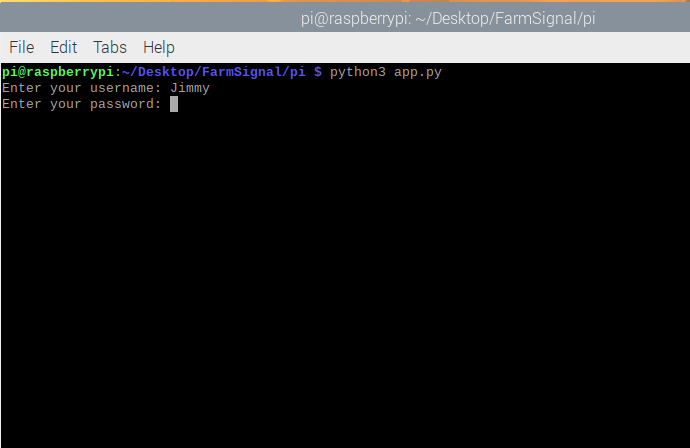 pi@raspberrypi: ~/Desktop/FarmSignal/pi
File Edit Tabs Help
pi@raspberrypi:~/Desktop/FarmSignal/pi $ python3 app.py
Enter your username: Jimmy
Enter your password: